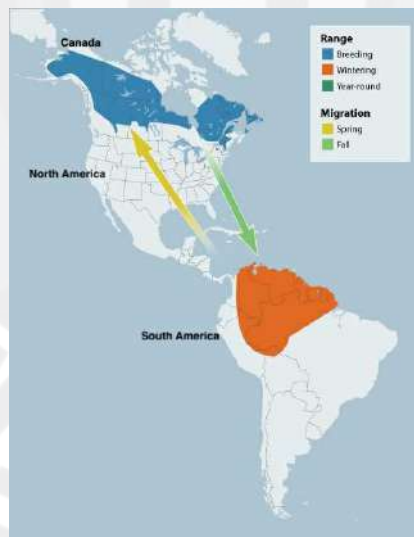 Canada
Range
Breeding
Wintering
Year-round
Migration
Spring
Fall
North America
South America